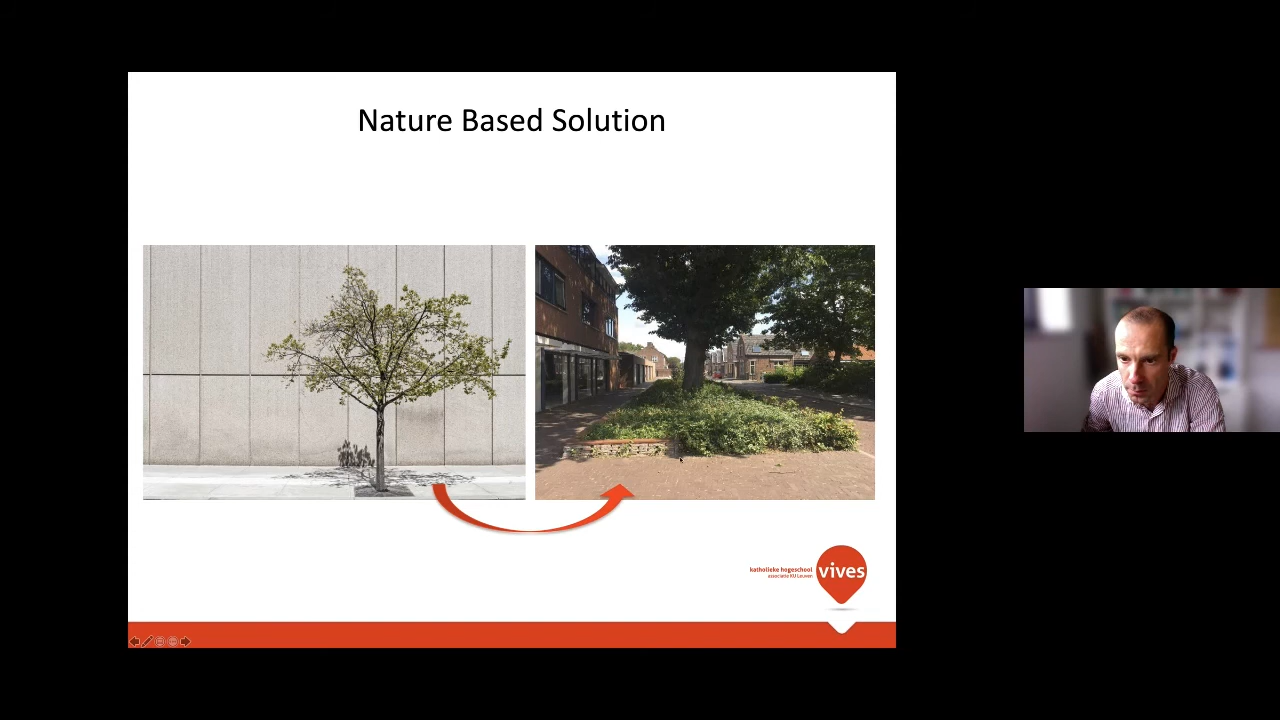 Nature Based Solution
katholieke hogeschool
associatie KU Leuven
vives